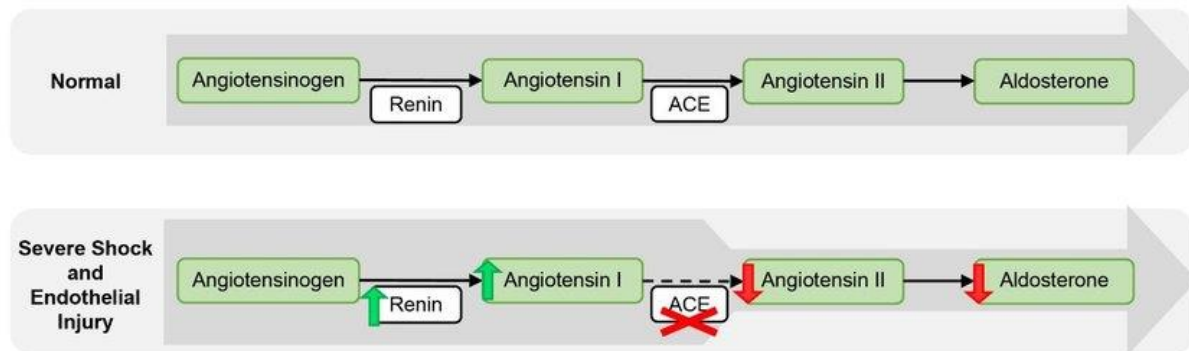 Normal
Angiotensinogen
Renin
Angiotensin I
ACE
Angiotensin II
Aldosterone
Severe Shock
and
Endothelial
Injury
Angiotensinogen
Renin
Angiotensin I
ACE
Angiotensin II
Aldosterone